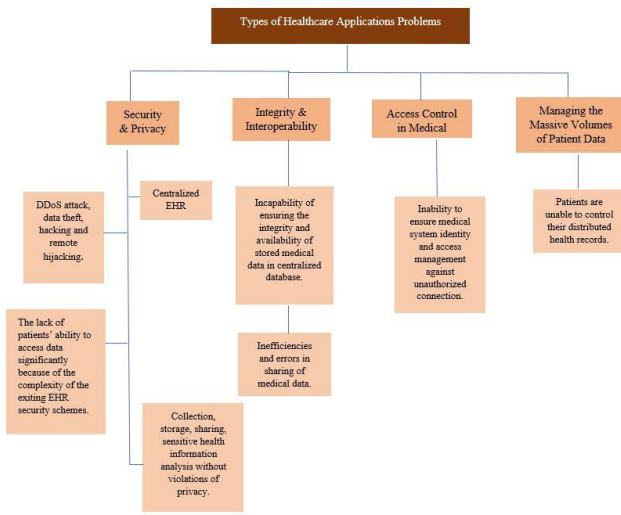 Types of Healthcare Applications Problems
Security
& Privacy
Integrity &
Interoperability
Access Control
in Medical
Managing the
Massive Volumes
of Patient Data
DDoS attack,
data theft,
hacking and
remote
hijacking.
Centralized
EHR
Incapability of
ensuring the
integrity and
availability of
stored medical
data in centralized
database.
Inability to
ensure medical
system identity
and access
management
against
unauthorized
connection.
Patients are
unable to control
their distributed
health records.
The lack of
patients’ ability to
access data
significantly
because of the
complexity of the
exiting EHR
security schemes.
Inefficiencies
and errors in
sharing of
medical data.
Collection,
storage, sharing,
sensitive health
information
analysis without
violations of
privacy.